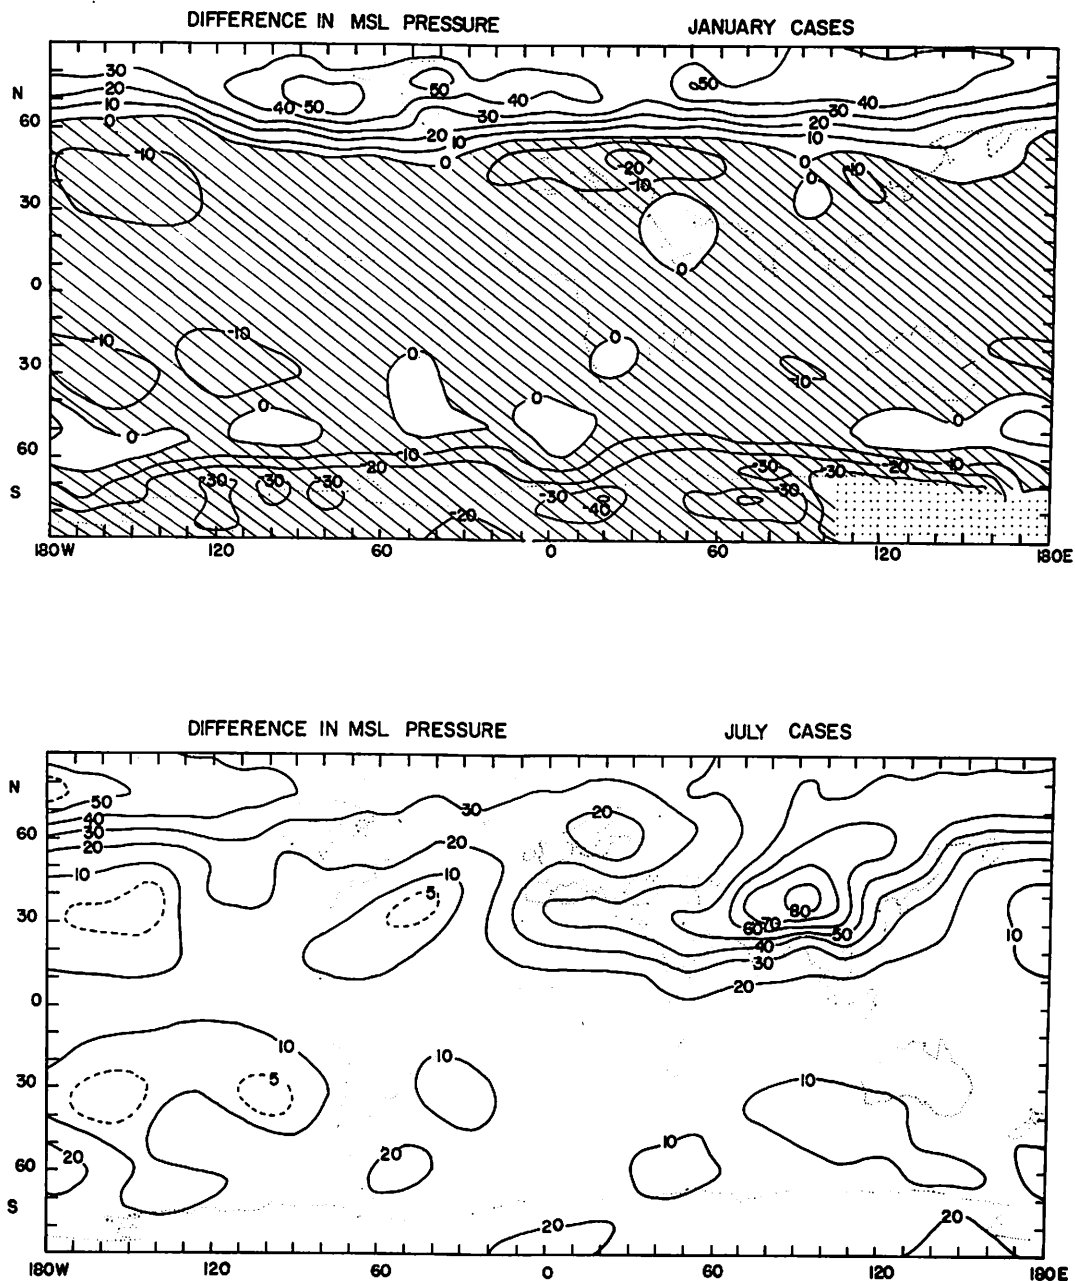 DIFFERENCE IN MSL PRESSURE JANUARY CASES
30 50 50
N 20 50 40 40
10 40 50 30 30
60 0 20 20
10 10
-10 0 -20 0 -10
-10 0
30
0 0
-10 -10 0 0
30 -10
0 0 0
0 -10 10
60 20 -30 -30 -20
-30 -30 -30 -30 -30
S -40
-20
180W 120 60 0 60 120 180E
DIFFERENCE IN MSL PRESSURE JULY CASES
N
50 30 20
40
60 30 20
20
10 10
5
30 80
60 70 50 10
40
30
0 20
10 10
30 5 10
10
60 20 20
S 20 20
180W 120 60 0 60 120 180E